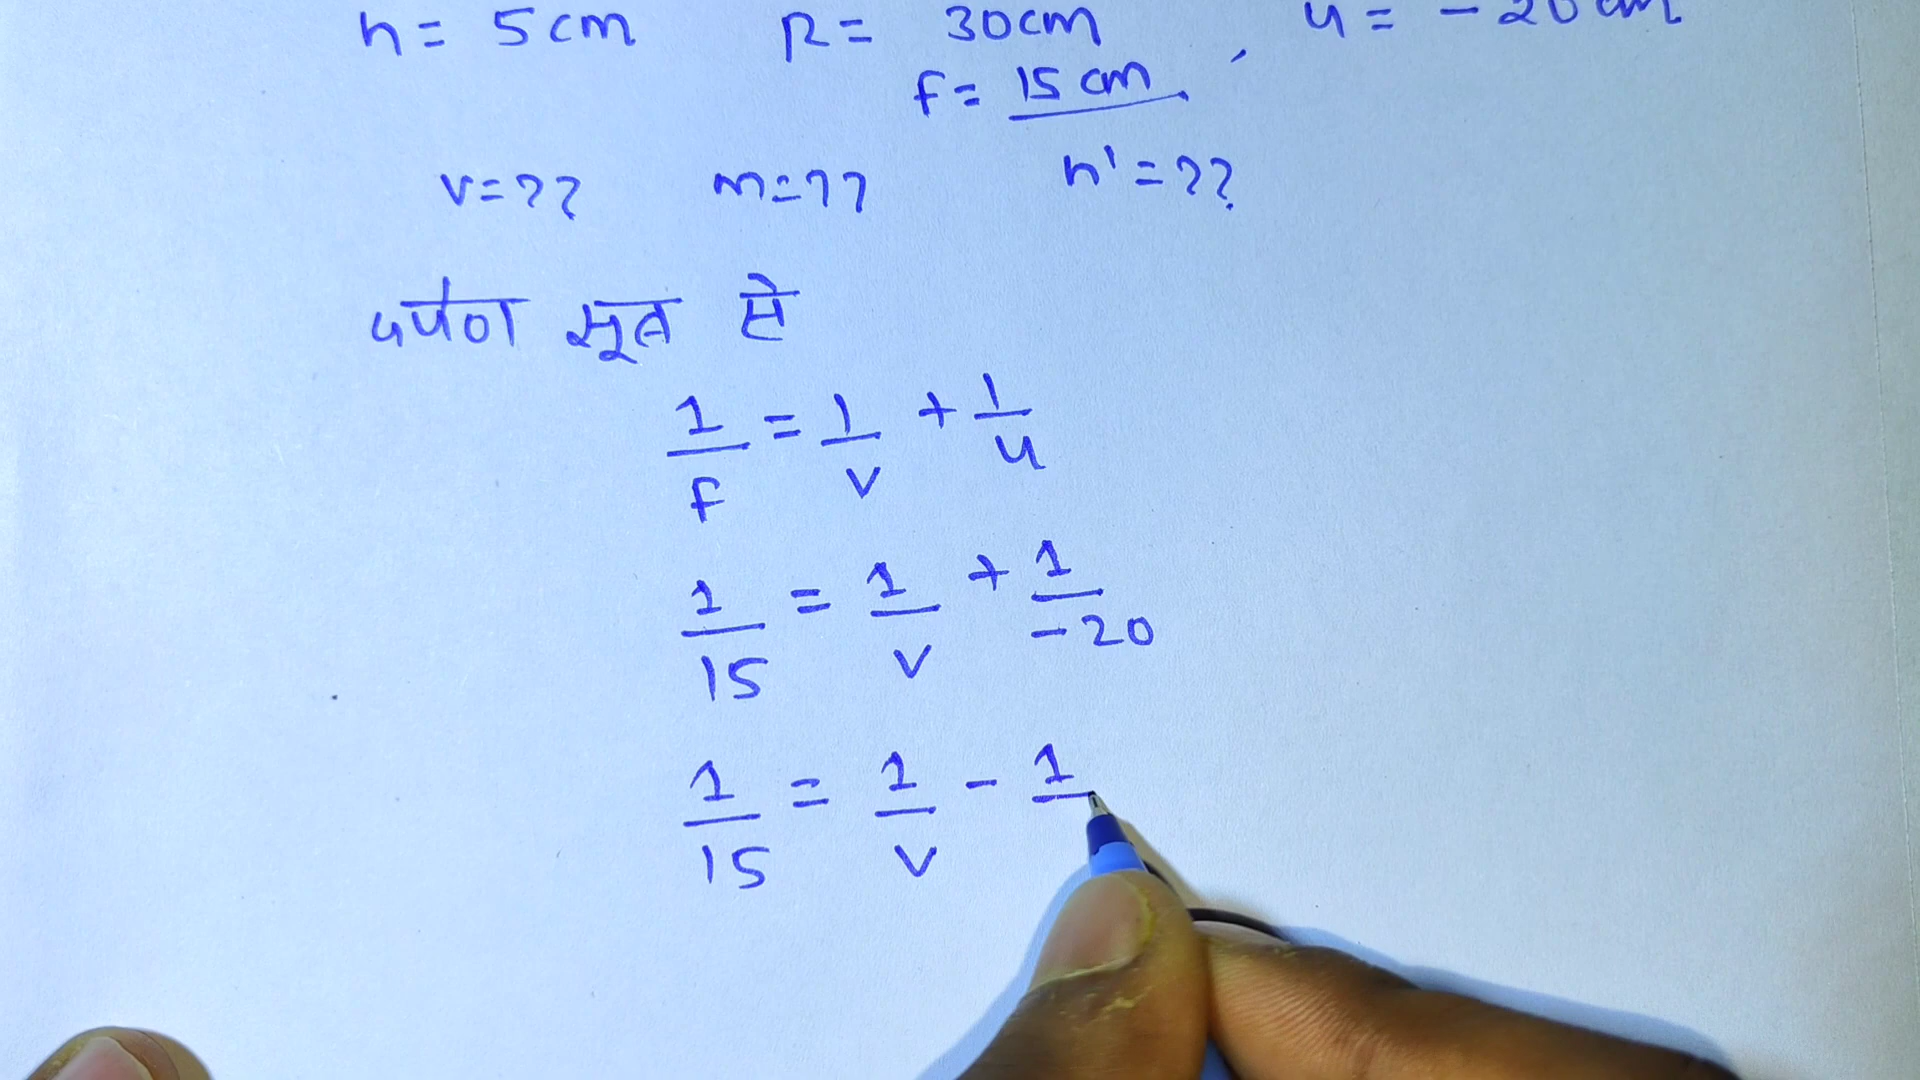 h = 5 cm R = 30cm , u = - 20 cm
f = 15 cm
v = ?? m = ?? h' = ??
दर्पण सूत्र से
1/f = 1/v + 1/u
1/15 = 1/v + 1/-20
1/15 = 1/v - 1/